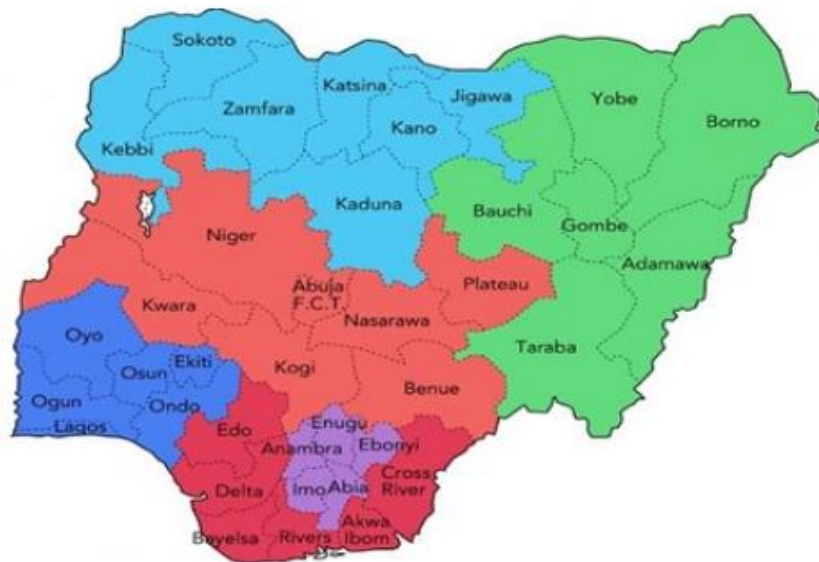 Sokoto
Katsina
Jigawa
Yobe
Zamfara
Kano
Borno
Kebbi
Kaduna
Bauchi
Gombe
Niger
Adamawa
Abuja
F.C.T.
Plateau
Kwara
Nasarawa
Oyo
Taraba
Ekiti
Osun
Kogi
Benue
Ogun
Ondo
Lagos
Edo
Enugu
Anambra
Ebonyi
Cross
River
Delta
Imo
Abia
Akwa
Ibom
Bayelsa
Rivers